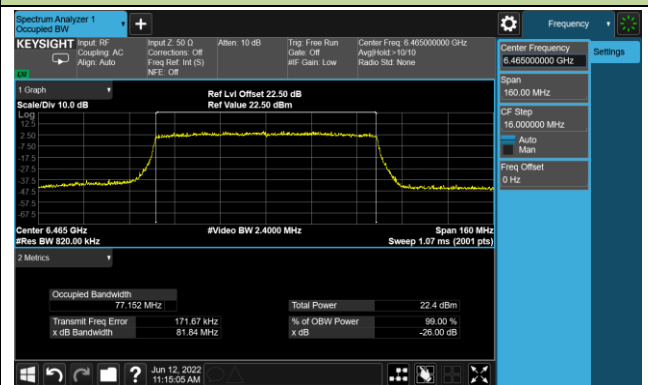 Spectrum Analyzer 1
Occupied BW
Frequency
KEYSIGHT
Input: RF
Coupling: AC
Align: Auto
Input Z: 50 Ω
Corrections: Off
Freq Ref: Int (S)
NFE: Off
Atten: 10 dB
Trig: Free Run
Gate: Off
#IF Gain: Low
Center Freq: 6.465000000 GHz
Avg|Hold:>10/10
Radio Std: None
Center Frequency
6.465000000 GHz
Settings
Span
160.00 MHz
CF Step
16.000000 MHz
Auto
Man
Freq Offset
0 Hz
1 Graph
Scale/Div 10.0 dB
Ref Lvl Offset 22.50 dB
Ref Value 22.50 dBm
Log
12.5
2.50
-7.50
-17.5
-27.5
-37.5
-47.5
-57.5
-67.5
Center 6.465 GHz
#Res BW 820.00 kHz
#Video BW 2.4000 MHz
Span 160 MHz
Sweep 1.07 ms (2001 pts)
2 Metrics
Occupied Bandwidth
77.152 MHz
Total Power 22.4 dBm
Transmit Freq Error 171.67 kHz
% of OBW Power 99.00 %
x dB Bandwidth 81.84 MHz
x dB -26.00 dB
Jun 12, 2022
11:15:05 AM